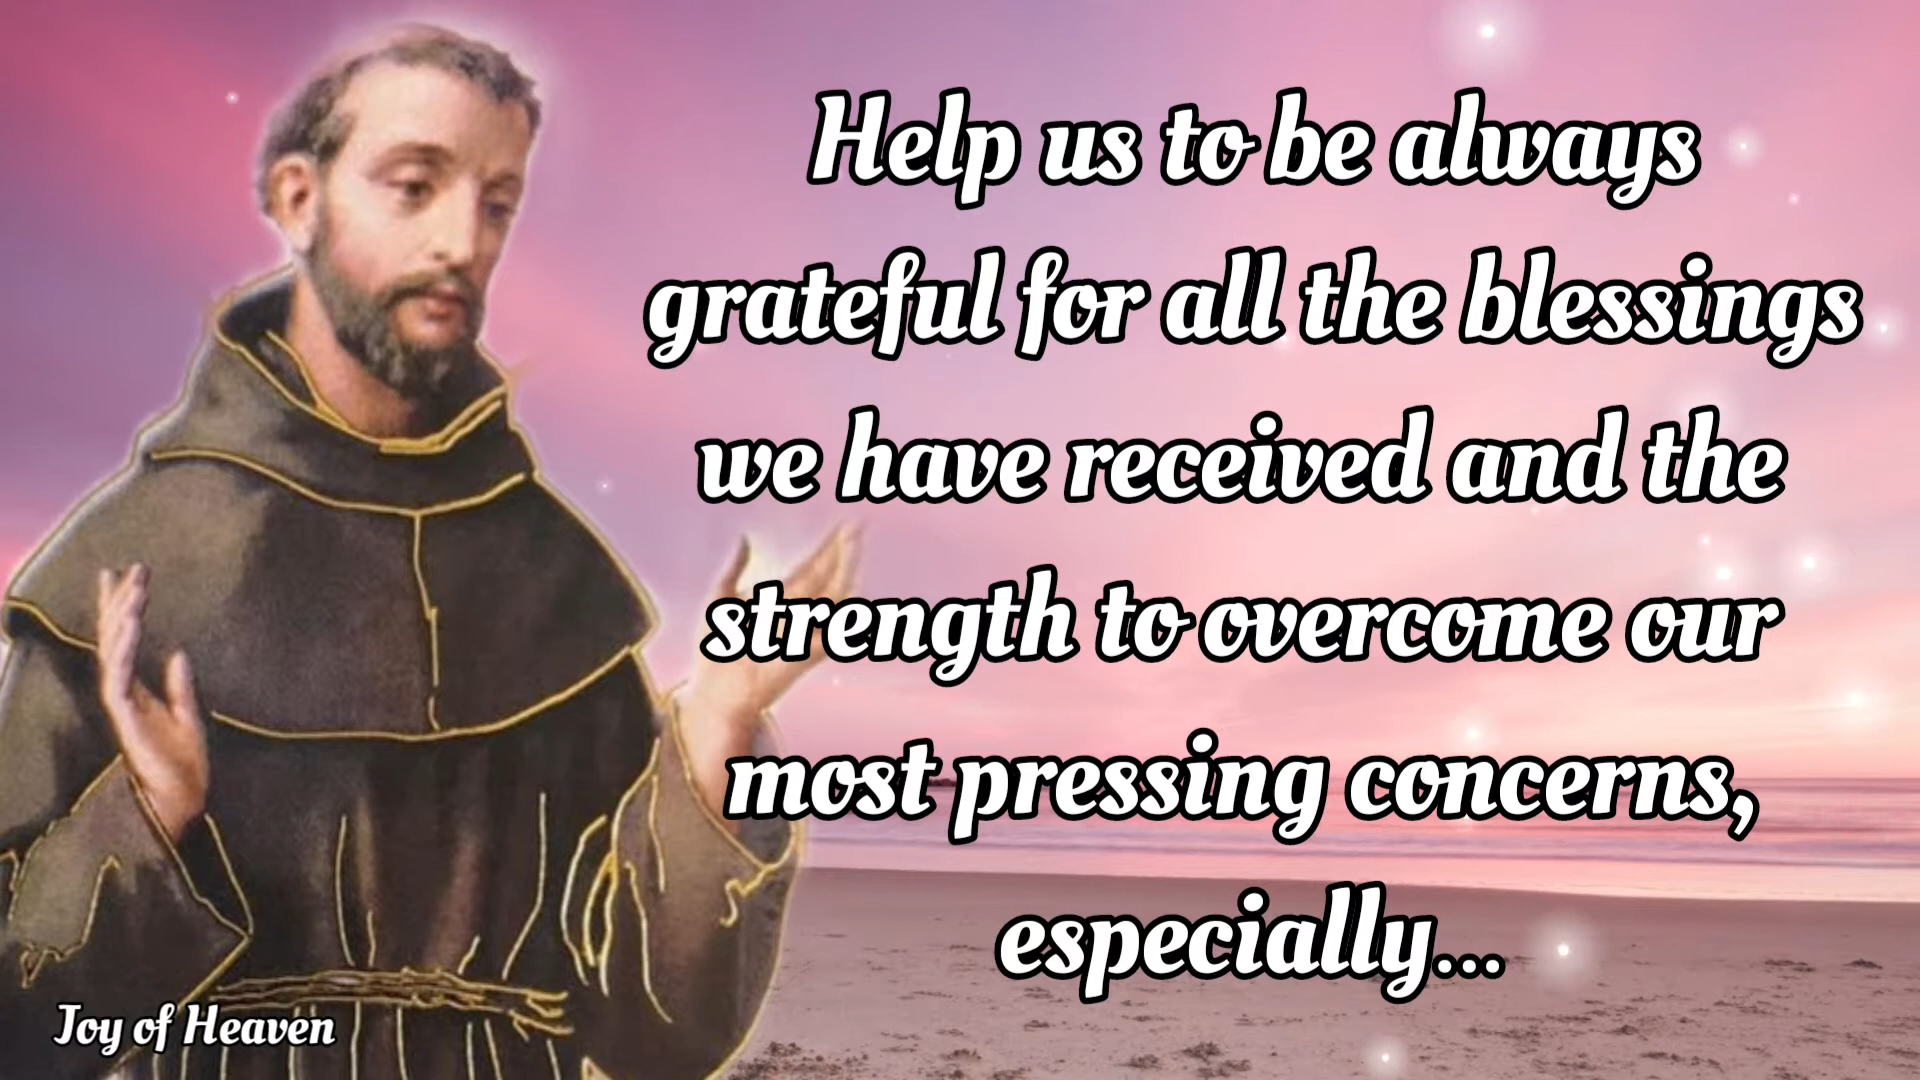 Help us to be always
grateful for all the blessings
we have received and the
strength to overcome our
most pressing concerns,
especially...
Joy of Heaven